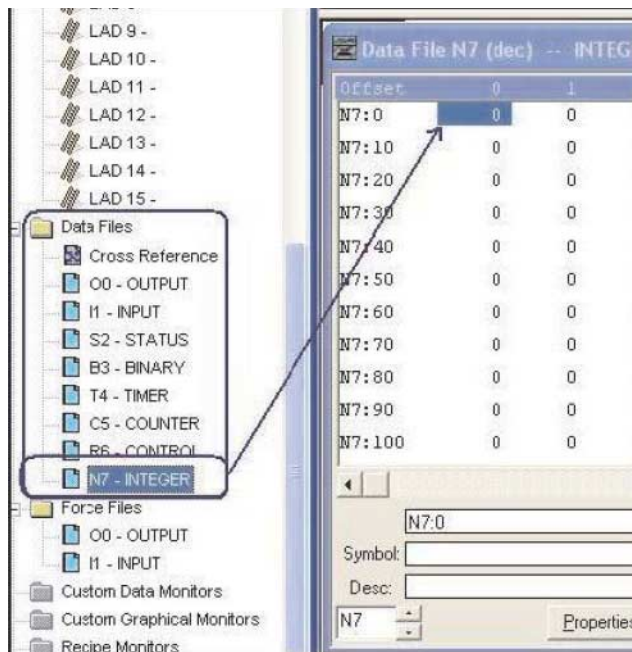 LAD 9 -
LAD 10 -
LAD 11 -
LAD 12 -
LAD 13 -
LAD 14 -
LAD 15 -
Data Files
Cross Reference
O0 - OUTPUT
I1 - INPUT
S2 - STATUS
B3 - BINARY
T4 - TIMER
C5 - COUNTER
R6 - CONTROL
N7 - INTEGER
Force Files
O0 - OUTPUT
I1 - INPUT
Custom Data Monitors
Custom Graphical Monitors
Recipe Monitors
Data File N7 (dec) -- INTEG
Offset 0 1
N7:0 0 0
N7:10 0 0
N7:20 0 0
N7:30 0 0
N7:40 0 0
N7:50 0 0
N7:60 0 0
N7:70 0 0
N7:80 0 0
N7:90 0 0
N7:100 0 0
N7:0
Symbol:
Desc:
N7 Properties